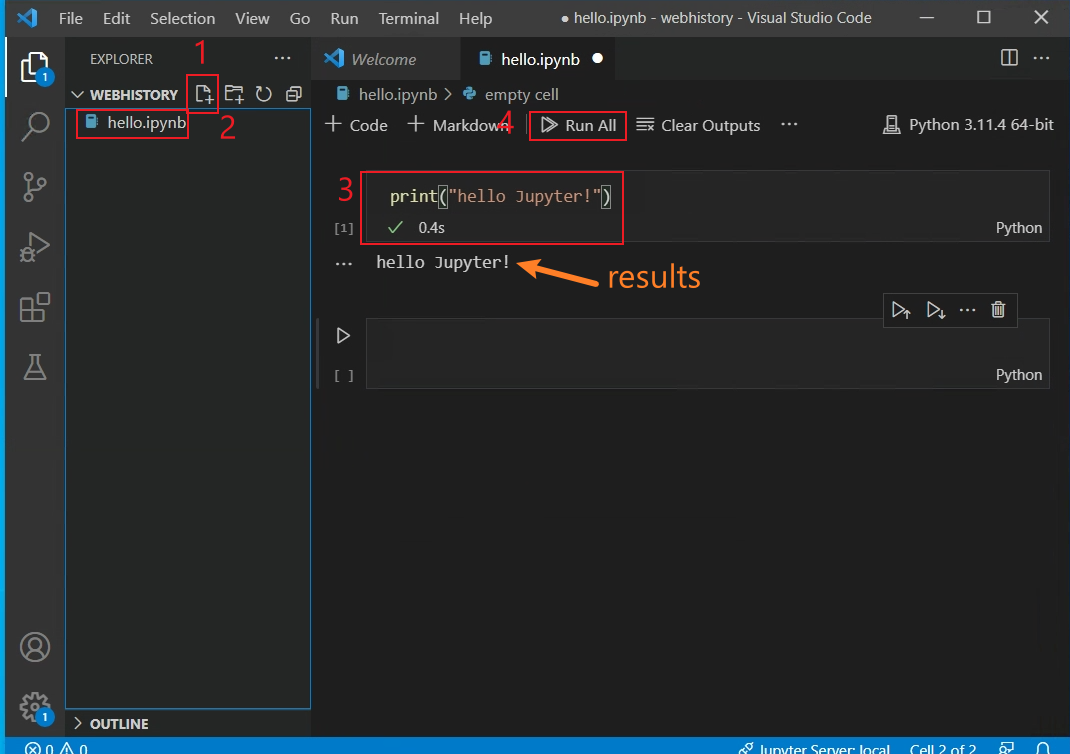 File Edit Selection View Go Run Terminal Help ● hello.ipynb - webhistory - Visual Studio Code
1
EXPLORER
Welcome
hello.ipynb ●
1
WEBHISTORY
hello.ipynb > empty cell
hello.ipynb
2
+ Code + Markdown
4
Run All
Clear Outputs
Python 3.11.4 64-bit
3
print("hello Jupyter!")
[1]
✓ 0.4s
Python
hello Jupyter!
results
[ ]
Python
1
OUTLINE
0 0
Jupyter Server: local Cell 2 of 2